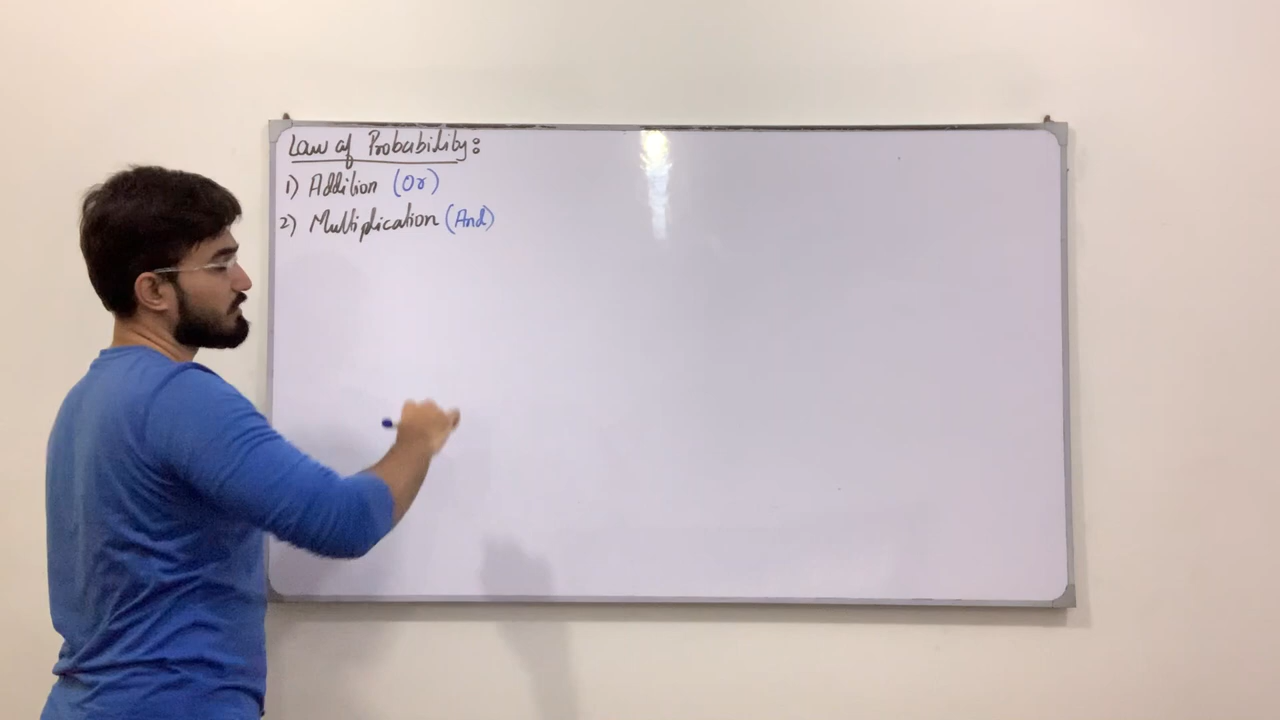 Law of Probability:
1) Addition (Or)
2) Multiplication (And)